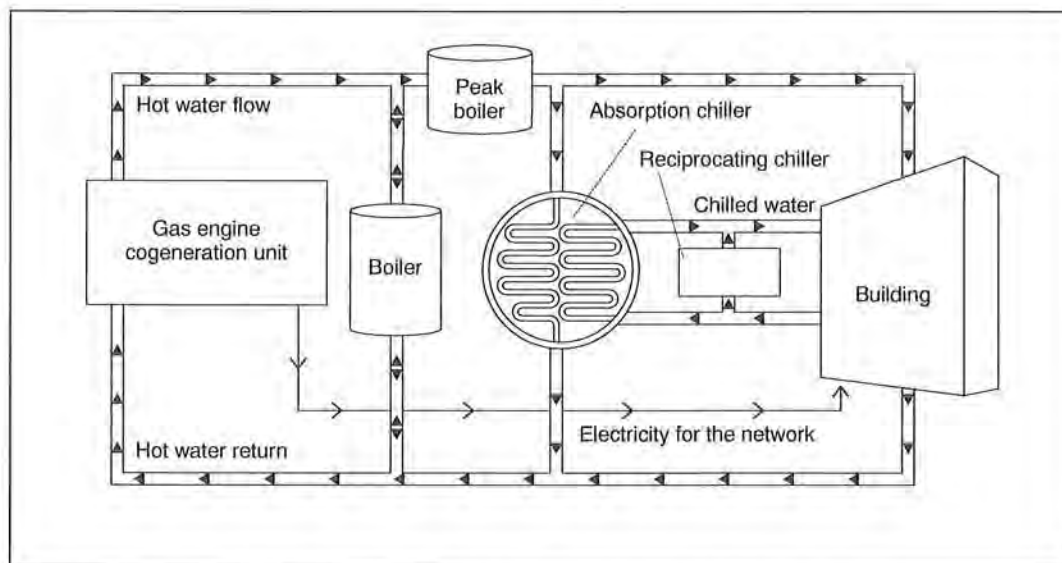 Peak
boiler
Hot water flow
Absorption chiller
Reciprocating chiller
Chilled water
Gas engine
cogeneration unit
Boiler
Building
Electricity for the network
Hot water return